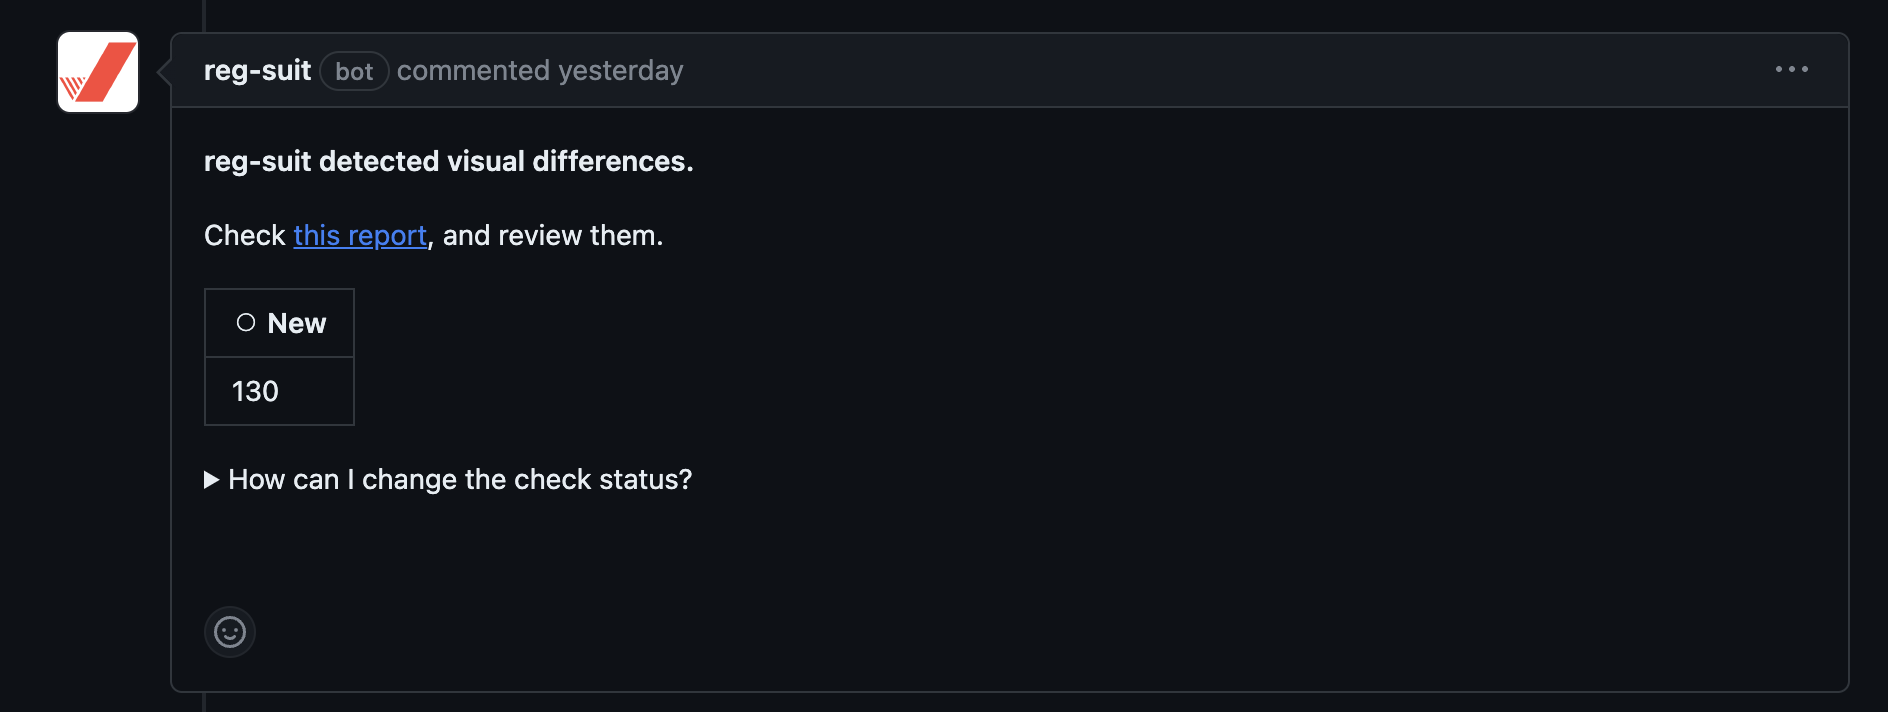 reg-suit bot commented yesterday
reg-suit detected visual differences.
Check this report, and review them.
New
130
How can I change the check status?